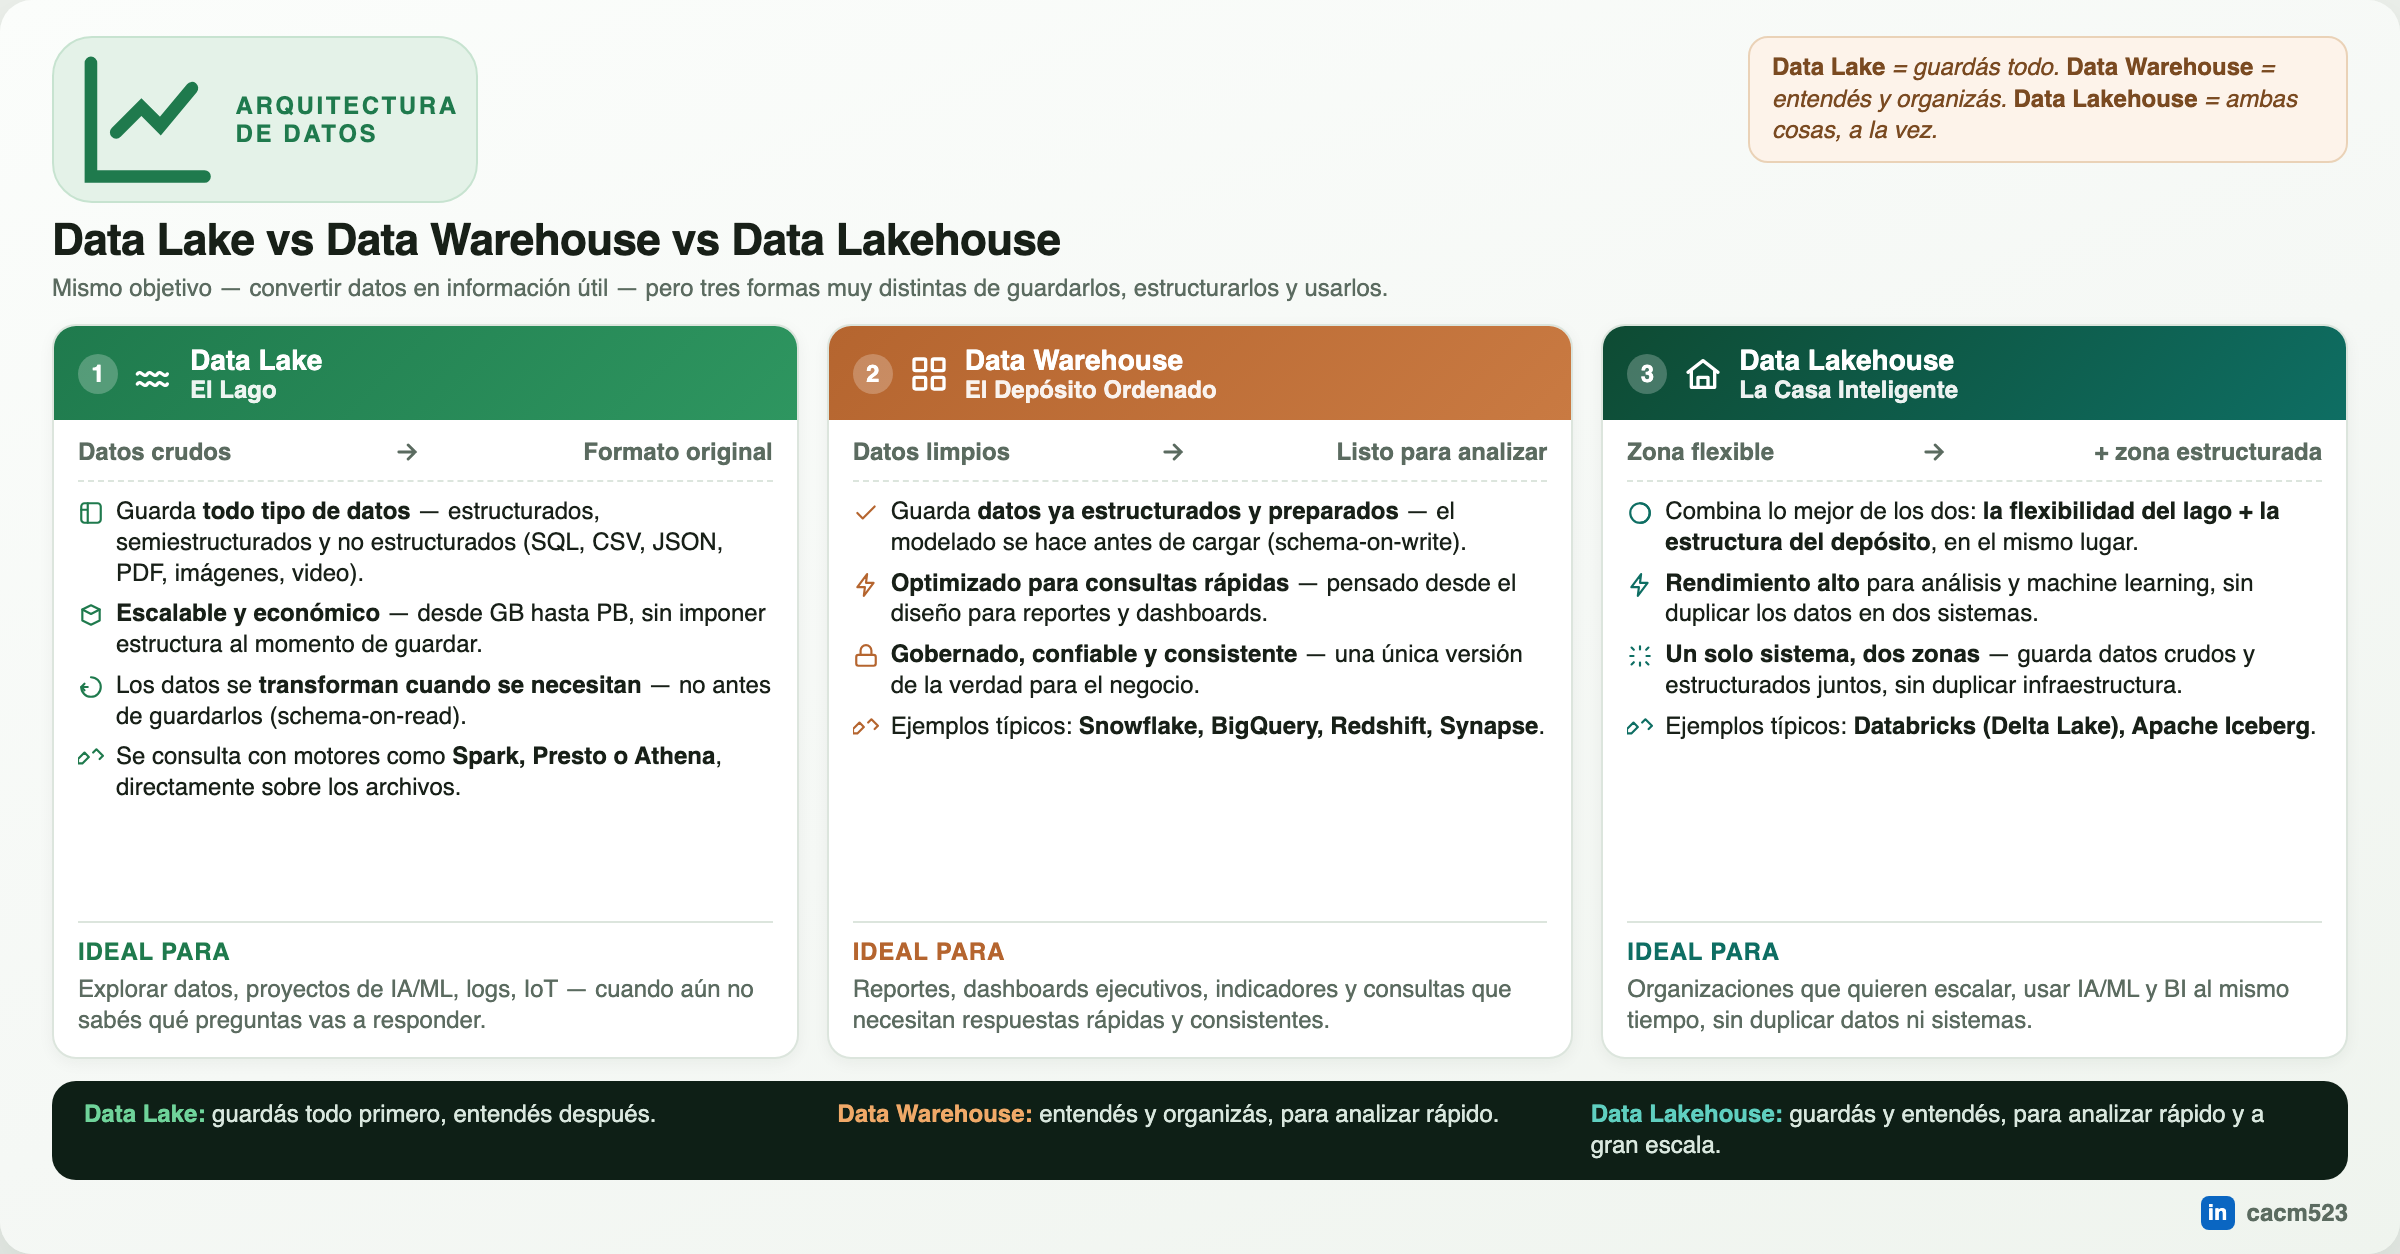 ARQUITECTURA
DE DATOS
Data Lake = guardás todo. Data Warehouse =
entendés y organizás. Data Lakehouse = ambas
cosas, a la vez.
Data Lake vs Data Warehouse vs Data Lakehouse
Mismo objetivo — convertir datos en información útil — pero tres formas muy distintas de guardarlos, estructurarlos y usarlos.
1
Data Lake
El Lago
Datos crudos → Formato original
Guarda todo tipo de datos — estructurados,
semiestructurados y no estructurados (SQL, CSV, JSON,
PDF, imágenes, video).
Escalable y económico — desde GB hasta PB, sin imponer
estructura al momento de guardar.
Los datos se transforman cuando se necesitan — no antes
de guardarlos (schema-on-read).
Se consulta con motores como Spark, Presto o Athena,
directamente sobre los archivos.
IDEAL PARA
Explorar datos, proyectos de IA/ML, logs, IoT — cuando aún no
sabés qué preguntas vas a responder.
2
Data Warehouse
El Depósito Ordenado
Datos limpios → Listo para analizar
Guarda datos ya estructurados y preparados — el
modelado se hace antes de cargar (schema-on-write).
Optimizado para consultas rápidas — pensado desde el
diseño para reportes y dashboards.
Gobernado, confiable y consistente — una única versión
de la verdad para el negocio.
Ejemplos típicos: Snowflake, BigQuery, Redshift, Synapse.
IDEAL PARA
Reportes, dashboards ejecutivos, indicadores y consultas que
necesitan respuestas rápidas y consistentes.
3
Data Lakehouse
La Casa Inteligente
Zona flexible → + zona estructurada
Combina lo mejor de los dos: la flexibilidad del lago + la
estructura del depósito, en el mismo lugar.
Rendimiento alto para análisis y machine learning, sin
duplicar los datos en dos sistemas.
Un solo sistema, dos zonas — guarda datos crudos y
estructurados juntos, sin duplicar infraestructura.
Ejemplos típicos: Databricks (Delta Lake), Apache Iceberg.
IDEAL PARA
Organizaciones que quieren escalar, usar IA/ML y BI al mismo
tiempo, sin duplicar datos ni sistemas.
Data Lake: guardás todo primero, entendés después.
Data Warehouse: entendés y organizás, para analizar rápido.
Data Lakehouse: guardás y entendés, para analizar rápido y a
gran escala.
in cacm523